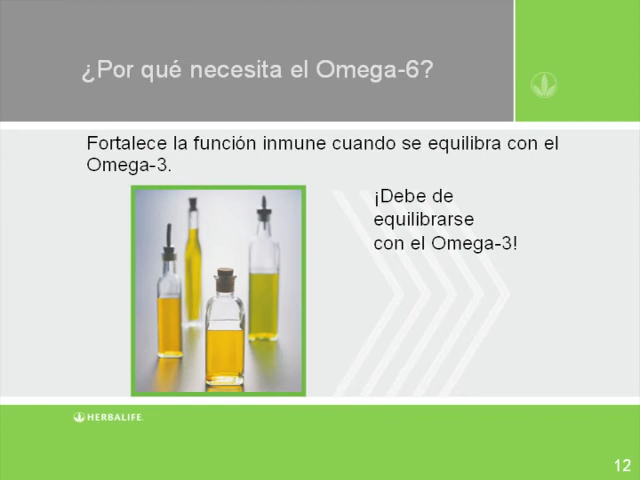 ¿Por qué necesita el Omega-6?
Fortalece la función inmune cuando se equilibra con el
Omega-3.
¡Debe de
equilibrarse
con el Omega-3!
HERBALIFE.
12